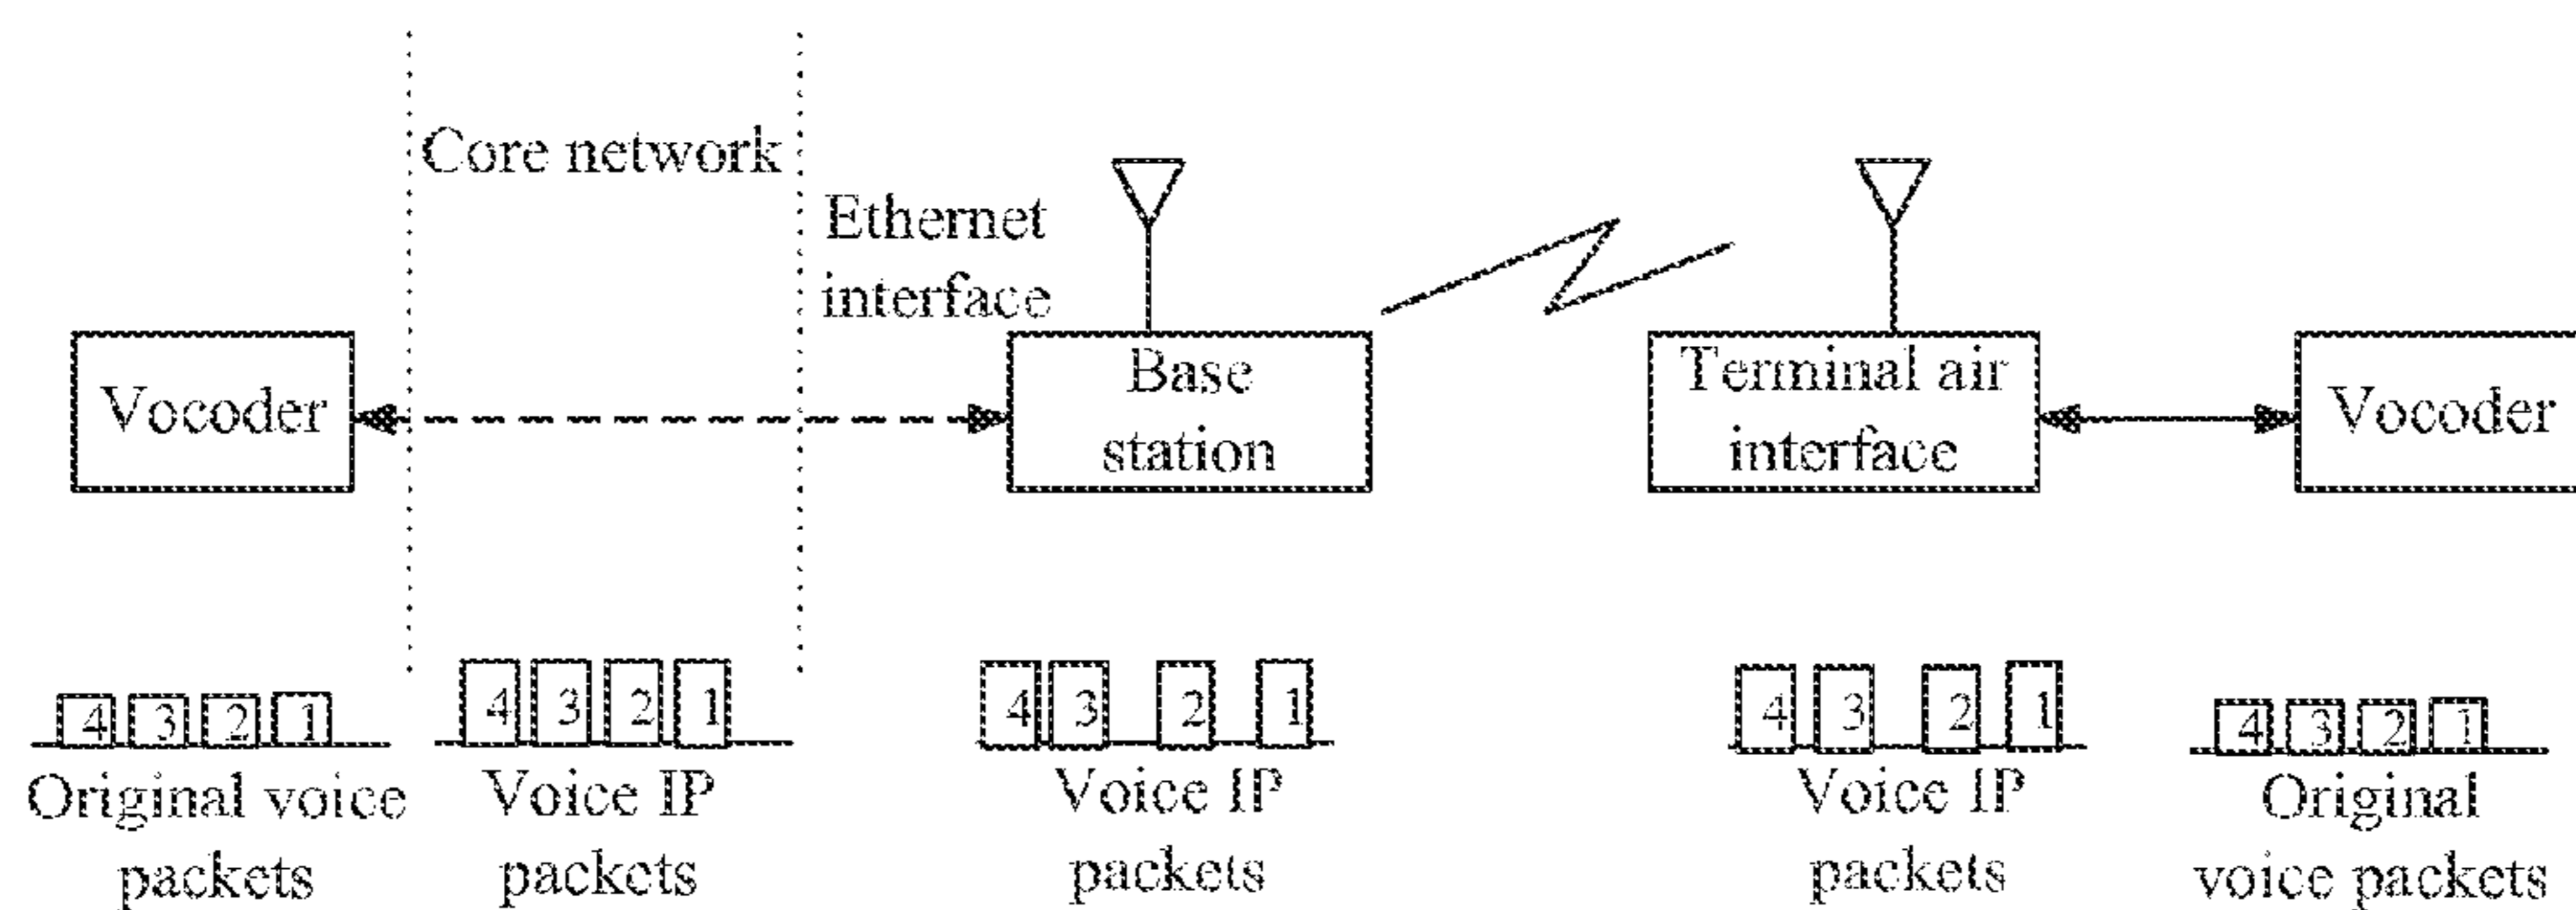 Core network
Ethernet
interface
Vocoder
Base
station
Terminal air
interface
Vocoder
4 3 2 1
Original voice
packets
4 3 2 1
Voice IP
packets
4 3 2 1
Voice IP
packets
4 3 2 1
Voice IP
packets
4 3 2 1
Original
voice packets